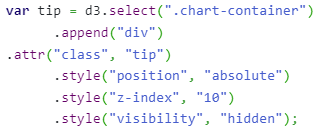 var tip = d3.select(".chart-container")
        .append("div")
.attr("class", "tip")
        .style("position", "absolute")
        .style("z-index", "10")
        .style("visibility", "hidden");